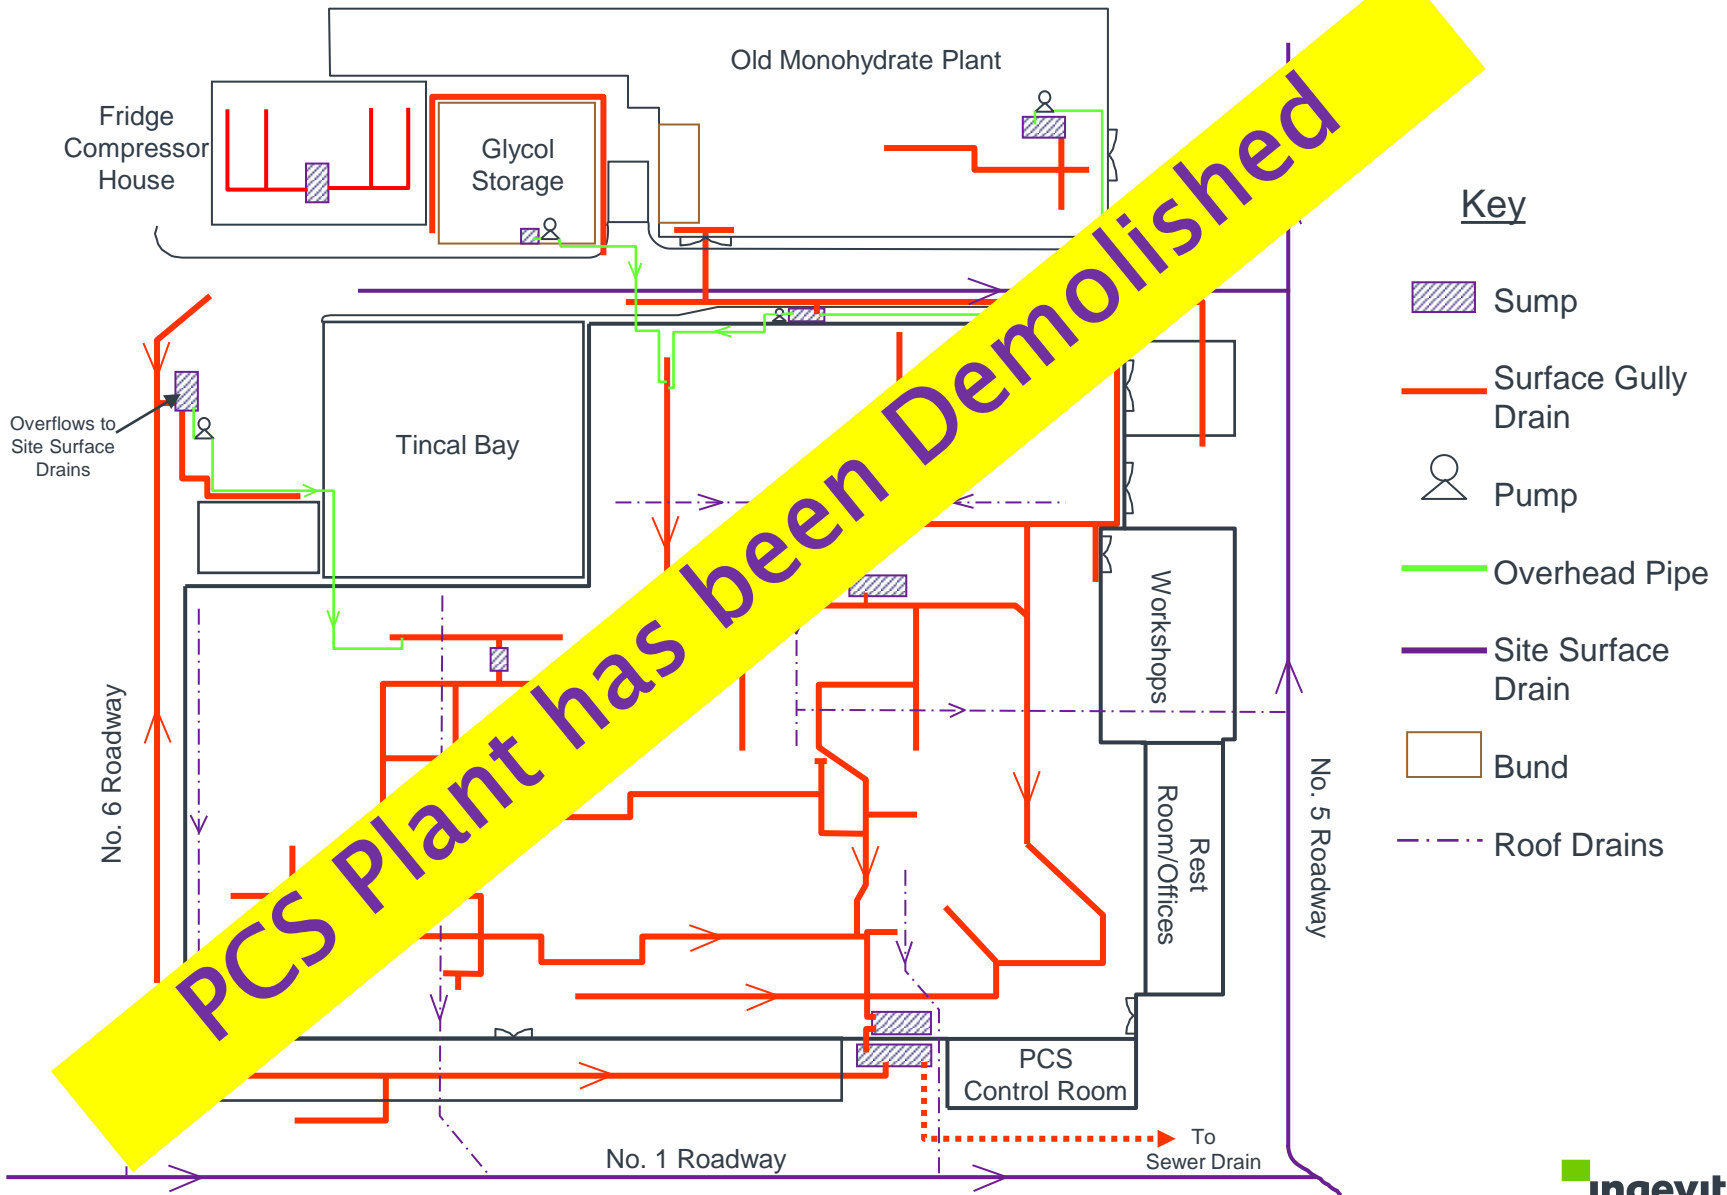 Old Monohydrate Plant
Fridge
Compressor
House
Glycol
Storage
Key
Sump
Surface Gully
Drain
Overflows to
Site Surface
Drains
Tincal Bay
Pump
Overhead Pipe
Workshops
Site Surface
Drain
No. 6 Roadway
PCS Plant has been Demolished
Bund
No. 5 Roadway
Rest
Room/Offices
Roof Drains
PCS
Control Room
To
Sewer Drain
No. 1 Roadway
ingevit